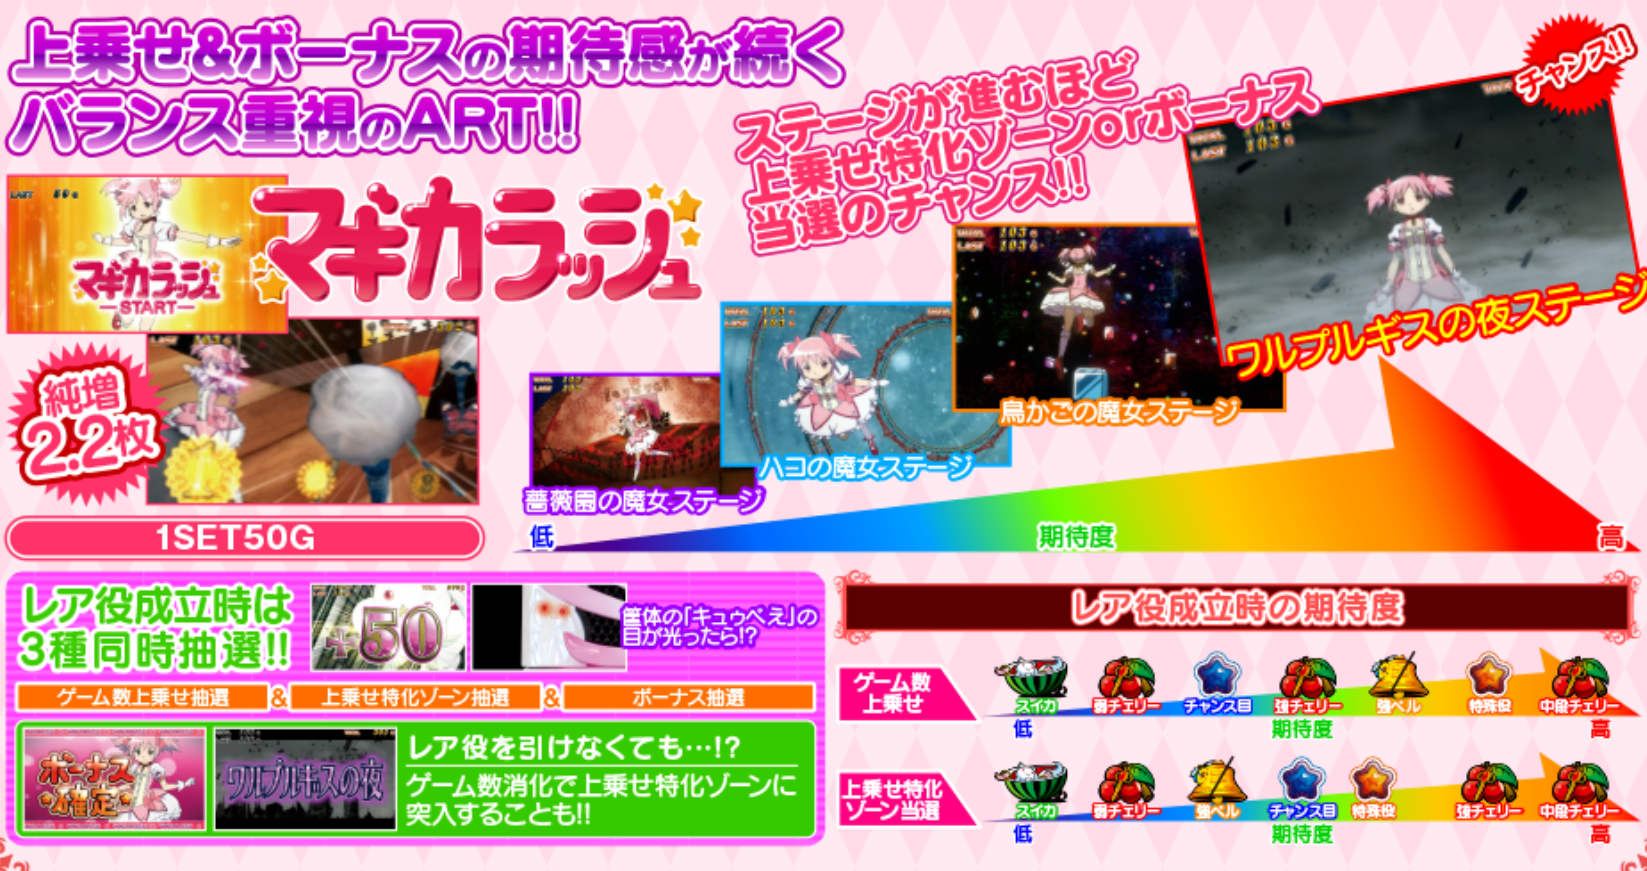 上乗せ&ボーナスの期待感が続く
バランス重視のART!!
マギカラッシュ
マギカラッシュ
START
純増
2.2枚
1SET50G
ステージが進むほど
上乗せ特化ゾーンorボーナス
当選のチャンス!!
チャンス!!
薔薇園の魔女ステージ
ハコの魔女ステージ
鳥かごの魔女ステージ
ワルプルギスの夜ステージ
低
期待度
高
レア役成立時は
3種同時抽選!!
+50
筐体の「キュゥべえ」の
目が光ったら!?
ゲーム数上乗せ抽選 & 上乗せ特化ゾーン抽選 & ボーナス抽選
ボーナス
確定
ワルプルギスの夜
レア役を引けなくても…!?
ゲーム数消化で上乗せ特化ゾーンに
突入することも!!
レア役成立時の期待度
ゲーム数
上乗せ
スイカ 弱チェリー チャンス目 強チェリー 強ベル 特殊役 中段チェリー
低 期待度 高
上乗せ特化
ゾーン当選
スイカ 弱チェリー 強ベル チャンス目 特殊役 強チェリー 中段チェリー
低 期待度 高